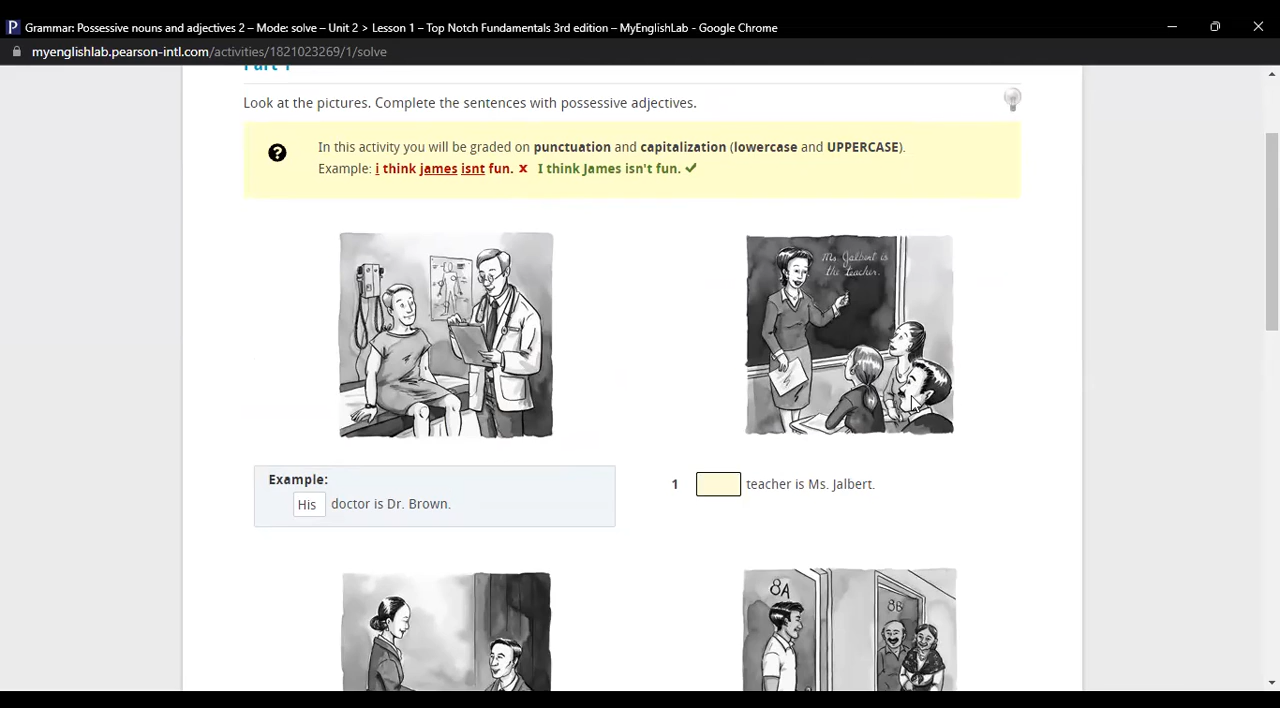 Grammar: Possessive nouns and adjectives 2 – Mode: solve – Unit 2 > Lesson 1 – Top Notch Fundamentals 3rd edition – MyEnglishLab - Google Chrome
myenglishlab.pearson-intl.com/activities/1821023269/1/solve
Part 1
Look at the pictures. Complete the sentences with possessive adjectives.
In this activity you will be graded on punctuation and capitalization (lowercase and UPPERCASE).
Example: i think james isnt fun. x I think James isn't fun. ✓
Ms. Jalbert is
the teacher.
Example:
His doctor is Dr. Brown.
1 teacher is Ms. Jalbert.
8A
8B